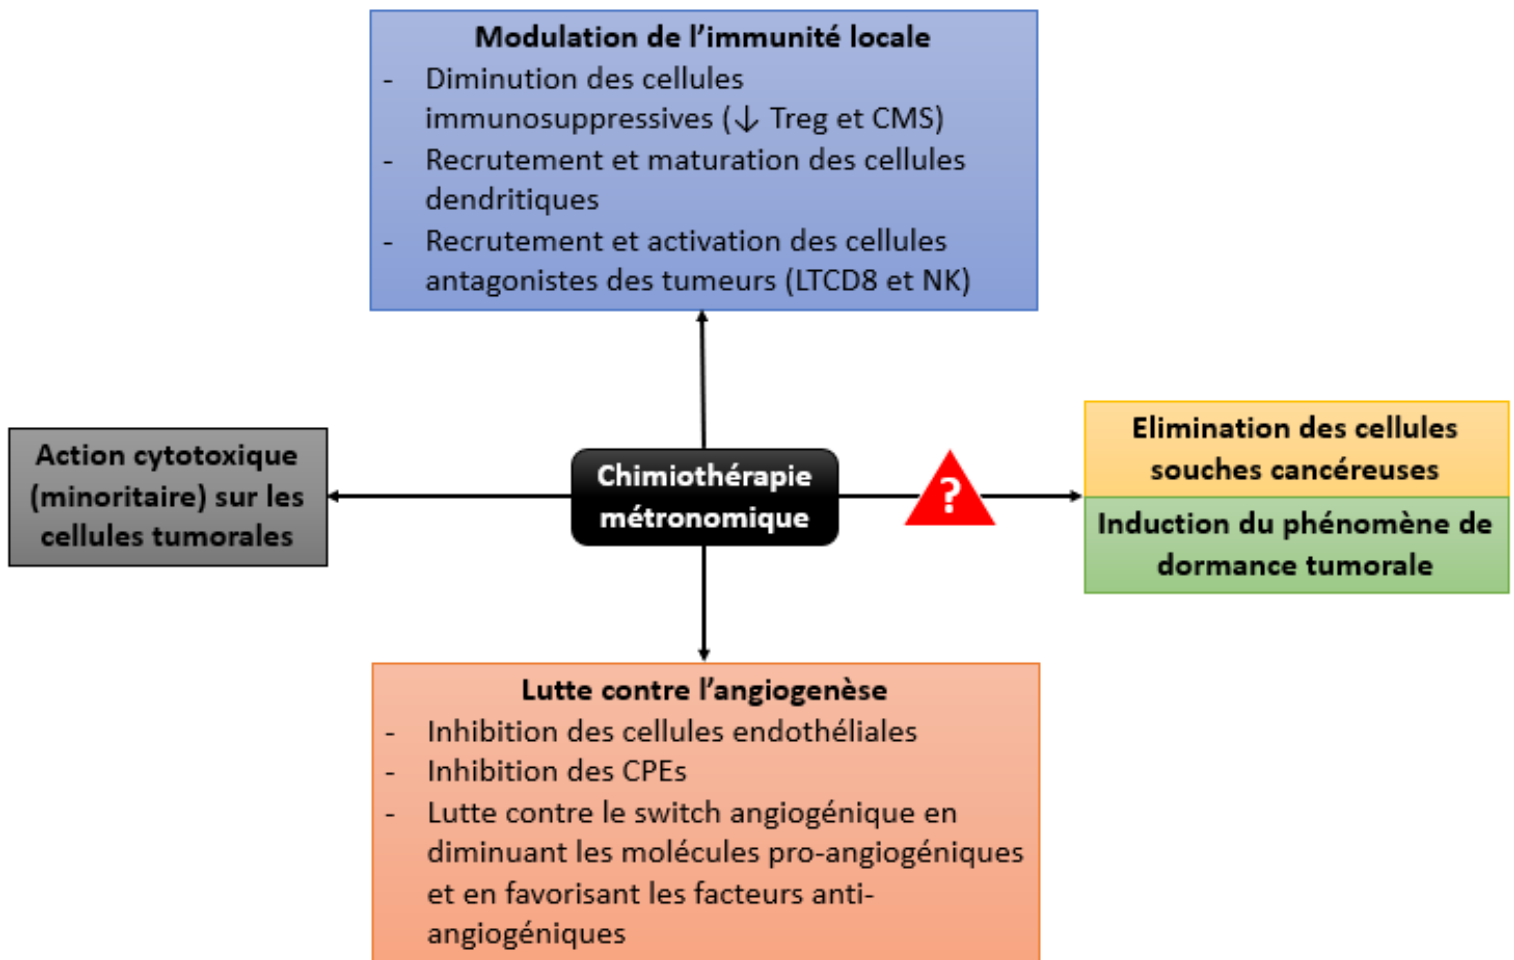 Modulation de l’immunité locale
- Diminution des cellules
immunosuppressives (↓ Treg et CMS)
- Recrutement et maturation des cellules
dendritiques
- Recrutement et activation des cellules
antagonistes des tumeurs (LTCD8 et NK)
Action cytotoxique
(minoritaire) sur les
cellules tumorales
Chimiothérapie
métronomique
?
Elimination des cellules
souches cancéreuses
Induction du phénomène de
dormance tumorale
Lutte contre l’angiogenèse
- Inhibition des cellules endothéliales
- Inhibition des CPEs
- Lutte contre le switch angiogénique en
diminuant les molécules pro-angiogéniques
et en favorisant les facteurs anti-
angiogéniques